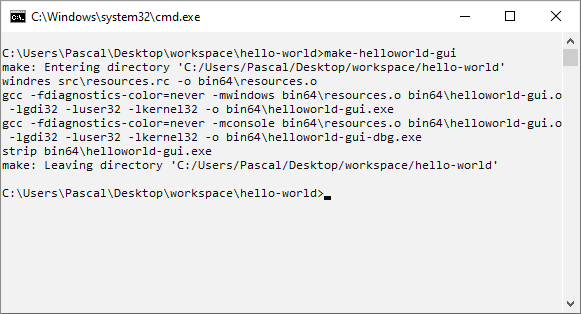 C:\Windows\system32\cmd.exe
C:\Users\Pascal\Desktop\workspace\hello-world>make-helloworld-gui
make: Entering directory 'C:/Users/Pascal/Desktop/workspace/hello-world'
windres src\resources.rc -o bin64\resources.o
gcc -fdiagnostics-color=never -mwindows bin64\resources.o bin64\helloworld-gui.o
-lgdi32 -luser32 -lkernel32 -o bin64\helloworld-gui.exe
gcc -fdiagnostics-color=never -mconsole bin64\resources.o bin64\helloworld-gui.o
-lgdi32 -luser32 -lkernel32 -o bin64\helloworld-gui-dbg.exe
strip bin64\helloworld-gui.exe
make: Leaving directory 'C:/Users/Pascal/Desktop/workspace/hello-world'
C:\Users\Pascal\Desktop\workspace\hello-world>